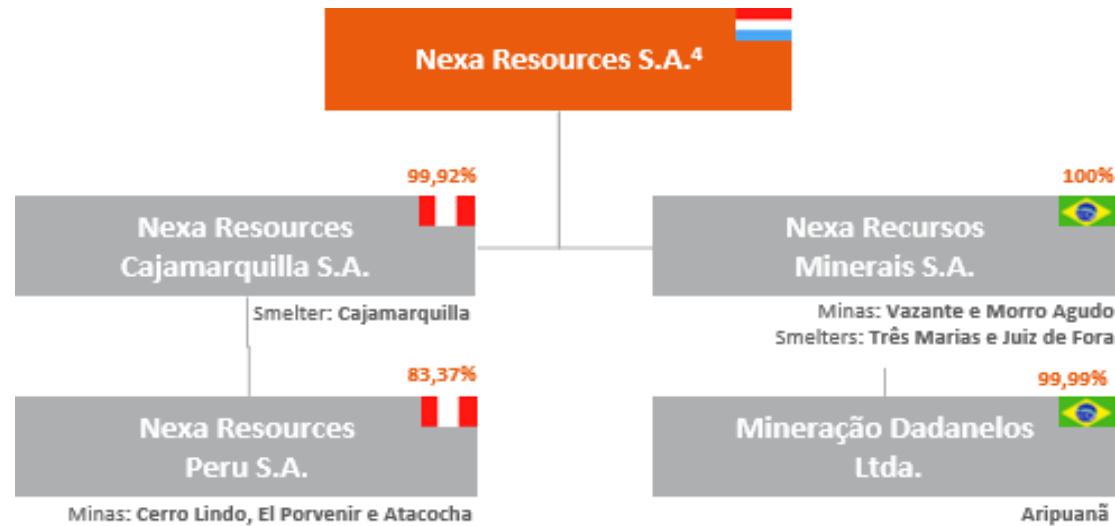 Nexa Resources S.A.⁴
99,92%
Nexa Resources
Cajamarquilla S.A.
Smelter: Cajamarquilla
100%
Nexa Recursos
Minerais S.A.
Minas: Vazante e Morro Agudo
Smelters: Três Marias e Juiz de Fora
83,37%
Nexa Resources
Peru S.A.
Minas: Cerro Lindo, El Porvenir e Atacocha
99,99%
Mineração Dadanelos
Ltda.
Aripuanã